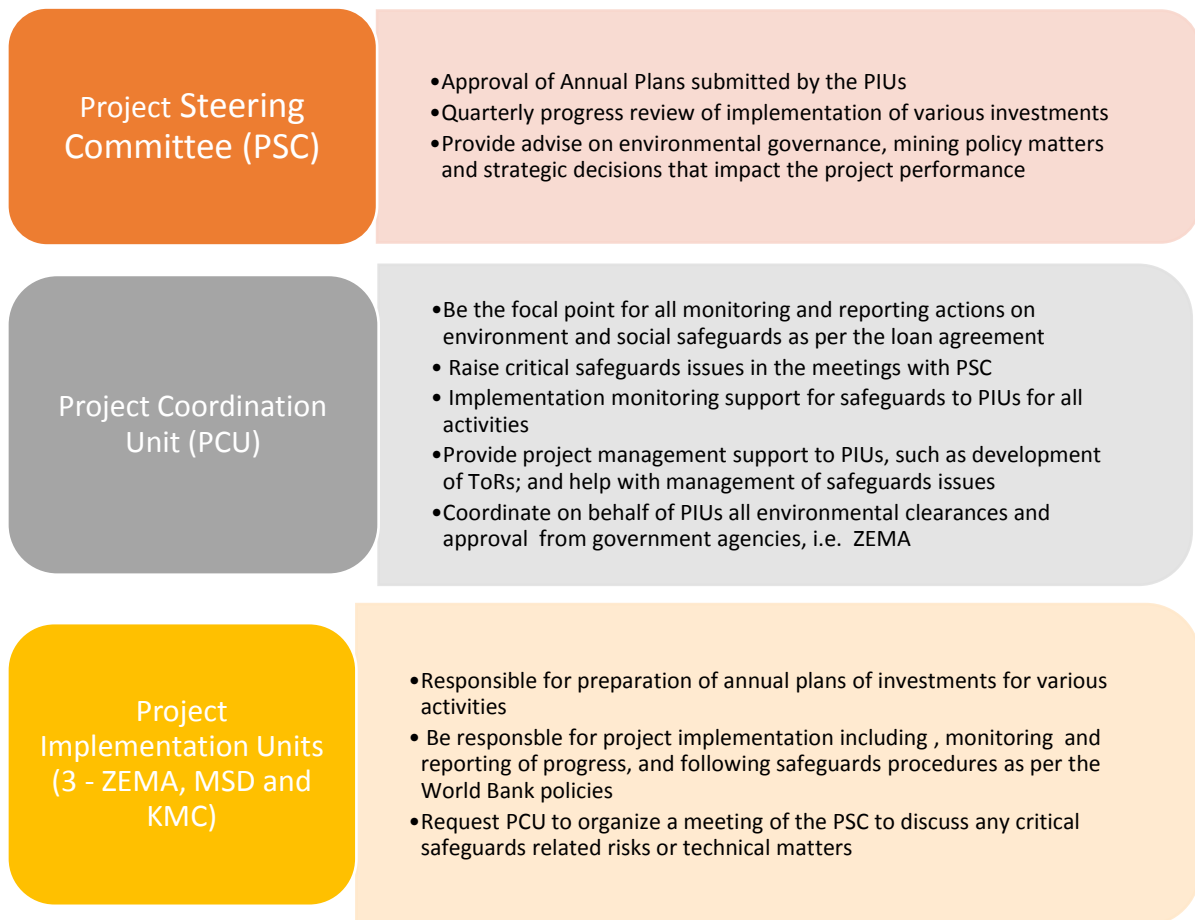 Project Steering
Committee (PSC)
•Approval of Annual Plans submitted by the PIUs
•Quarterly progress review of implementation of various investments
•Provide advise on environmental governance, mining policy matters
and strategic decisions that impact the project performance
Project Coordination
Unit (PCU)
•Be the focal point for all monitoring and reporting actions on
environment and social safeguards as per the loan agreement
• Raise critical safeguards issues in the meetings with PSC
• Implementation monitoring support for safeguards to PIUs for all
activities
•Provide project management support to PIUs, such as development
of ToRs; and help with management of safeguards issues
•Coordinate on behalf of PIUs all environmental clearances and
approval from government agencies, i.e. ZEMA
Project
Implementation Units
(3 - ZEMA, MSD and
KMC)
•Responsible for preparation of annual plans of investments for various
activities
• Be responsble for project implementation including , monitoring and
reporting of progress, and following safeguards procedures as per the
World Bank policies
•Request PCU to organize a meeting of the PSC to discuss any critical
safeguards related risks or technical matters